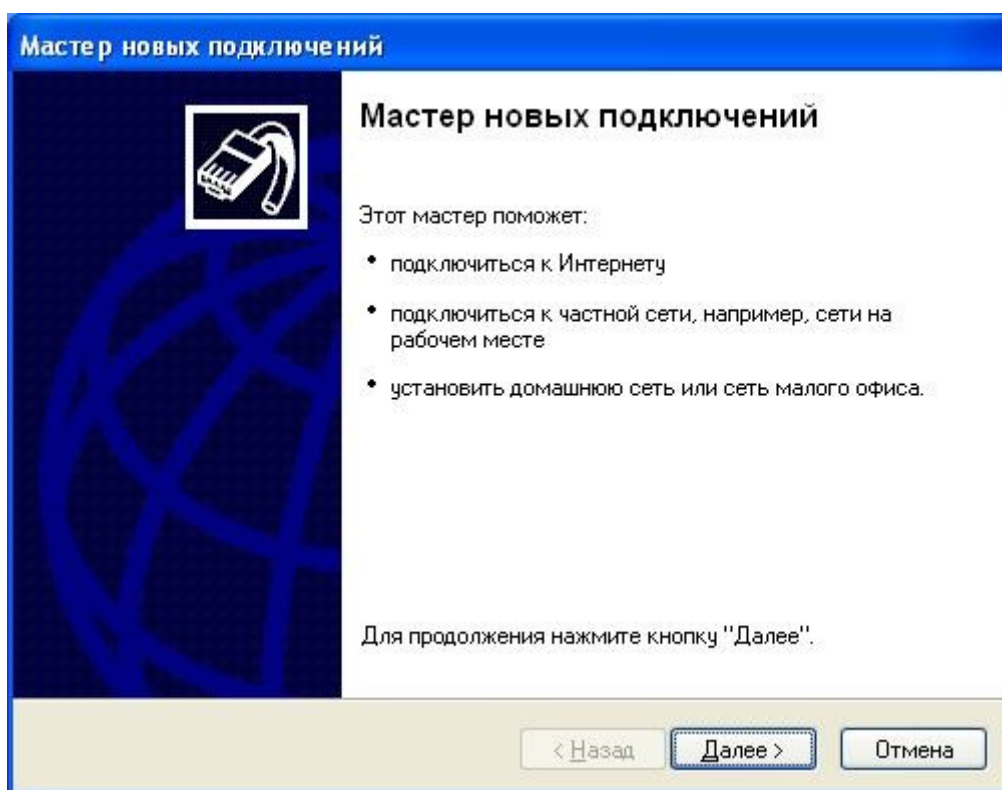 Мастер новых подключений
Мастер новых подключений
Этот мастер поможет:
• подключиться к Интернету
• подключиться к частной сети, например, сети на
рабочем месте
• установить домашнюю сеть или сеть малого офиса.
Для продолжения нажмите кнопку "Далее".
< Назад Далее > Отмена